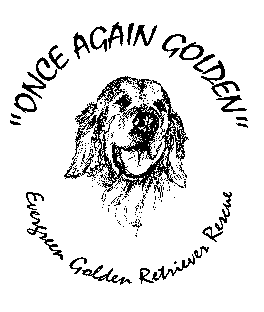 "ONCE AGAIN GOLDEN"
Evergreen Golden Retriever Rescue